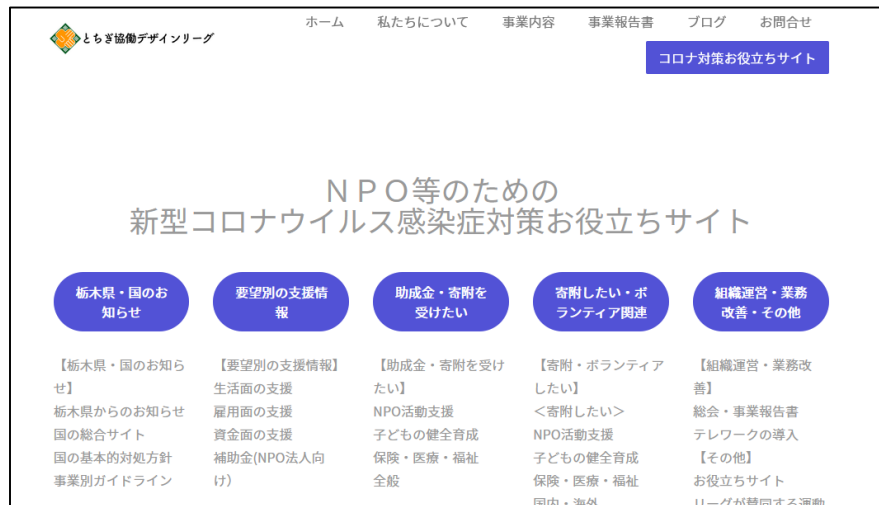 とちぎ協働デザインリーグ
ホーム 私たちについて 事業内容 事業報告書 ブログ お問合せ
コロナ対策お役立ちサイト
NPO等のための
新型コロナウイルス感染症対策お役立ちサイト
栃木県・国のお
知らせ
要望別の支援情
報
助成金・寄附を
受けたい
寄附したい・ボ
ランティア関連
組織運営・業務
改善・その他
【栃木県・国のお知ら
せ】
栃木県からのお知らせ
国の総合サイト
国の基本的対処方針
事業別ガイドライン
【要望別の支援情報】
生活面の支援
雇用面の支援
資金面の支援
補助金(NPO法人向
け）
【助成金・寄附を受け
たい】
NPO活動支援
子どもの健全育成
保険・医療・福祉
全般
【寄附・ボランティア
したい】
＜寄附したい＞
NPO活動支援
子どもの健全育成
保険・医療・福祉
国内・海外
【組織運営・業務改
善】
総会・事業報告書
テレワークの導入
【その他】
お役立ちサイト
リーグが賛同する運動